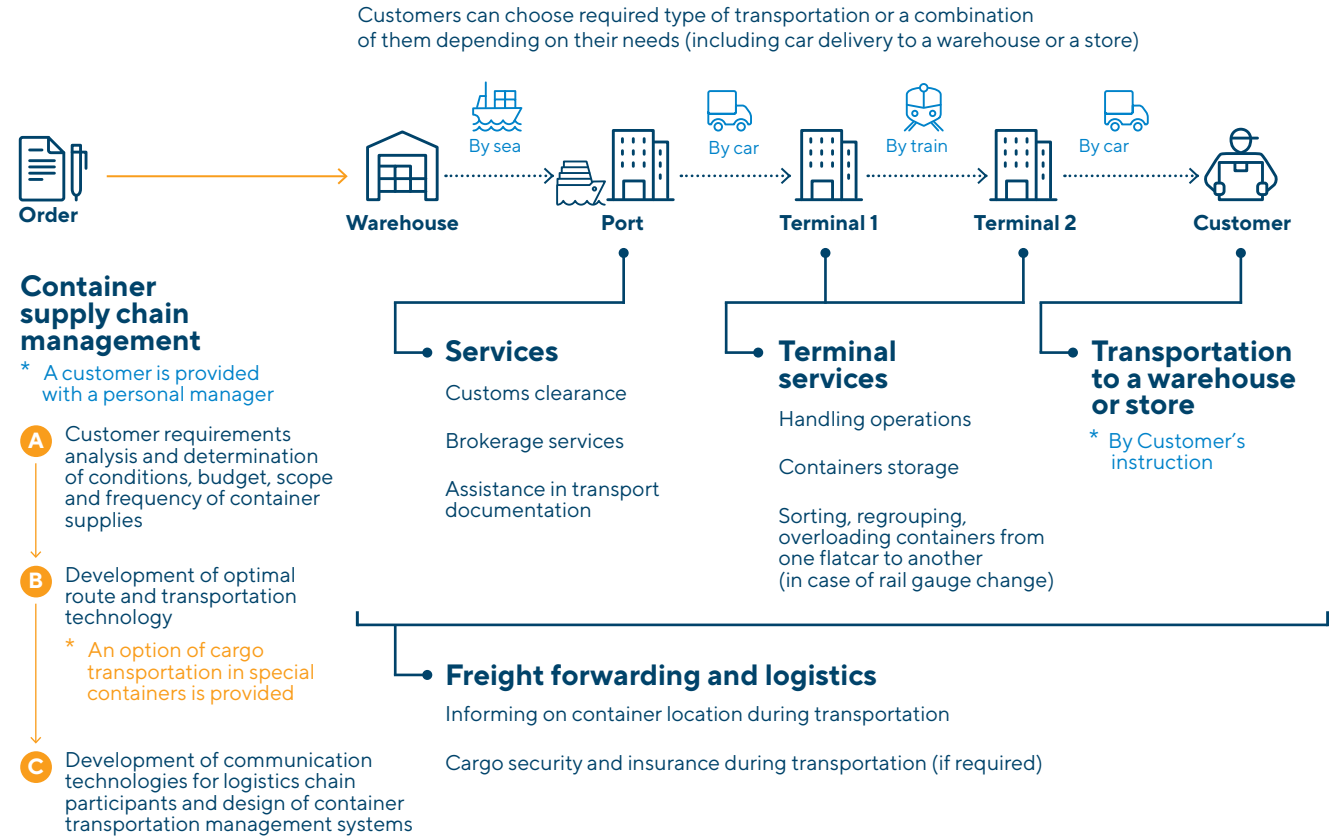 Customers can choose required type of transportation or a combination
of them depending on their needs (including car delivery to a warehouse or a store)
By sea
By car
By train
By car
Order
Warehouse
Port
Terminal 1
Terminal 2
Customer
Container
supply chain
management
* A customer is provided
with a personal manager
A Customer requirements
analysis and determination
of conditions, budget, scope
and frequency of container
supplies
B Development of optimal
route and transportation
technology
* An option of cargo
transportation in special
containers is provided
C Development of communication
technologies for logistics chain
participants and design of container
transportation management systems
Services
Customs clearance
Brokerage services
Assistance in transport
documentation
Terminal
services
Handling operations
Containers storage
Sorting, regrouping,
overloading containers from
one flatcar to another
(in case of rail gauge change)
Transportation
to a warehouse
or store
* By Customer's
instruction
Freight forwarding and logistics
Informing on container location during transportation
Cargo security and insurance during transportation (if required)